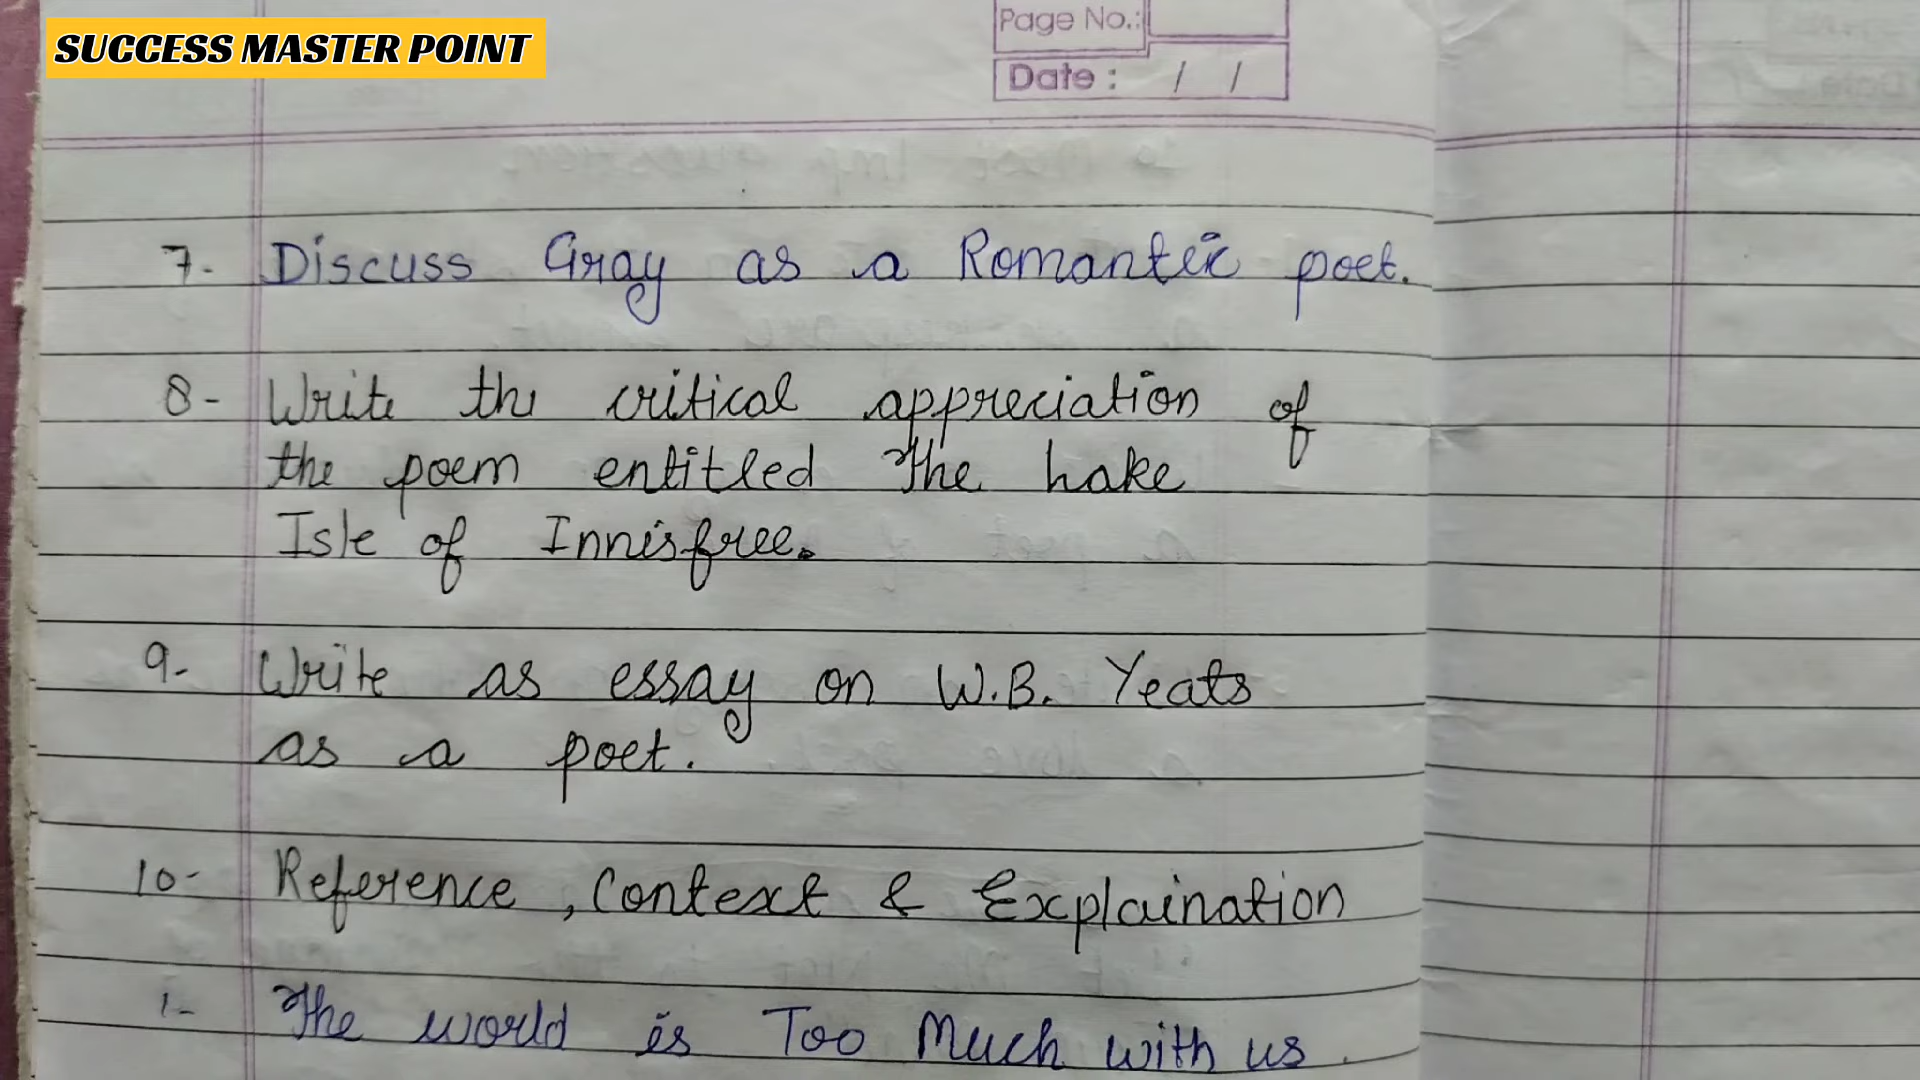 SUCCESS MASTER POINT
Page No.:
Date : / /
7- Discuss Gray as a Romantic poet.
8- Write the critical appreciation of
the poem entitled The Lake
Isle of Innisfree.
9- Write as essay on W.B. Yeats
as a poet.
10- Reference, Context & Explaination
1- The world is Too Much with us.